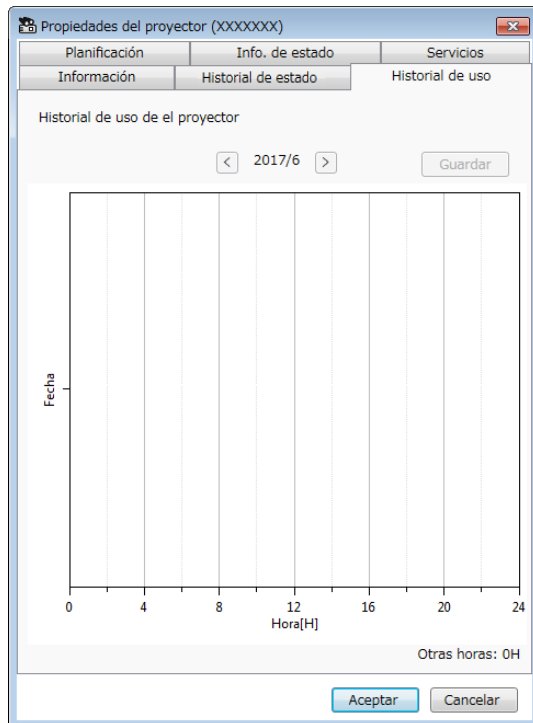 Propiedades del proyector (XXXXXXX)
Planificación Info. de estado Servicios
Información Historial de estado Historial de uso
Historial de uso de el proyector
< 2017/6 > Guardar
Fecha
0 4 8 12 16 20 24
Hora[H]
Otras horas: 0H
Aceptar Cancelar